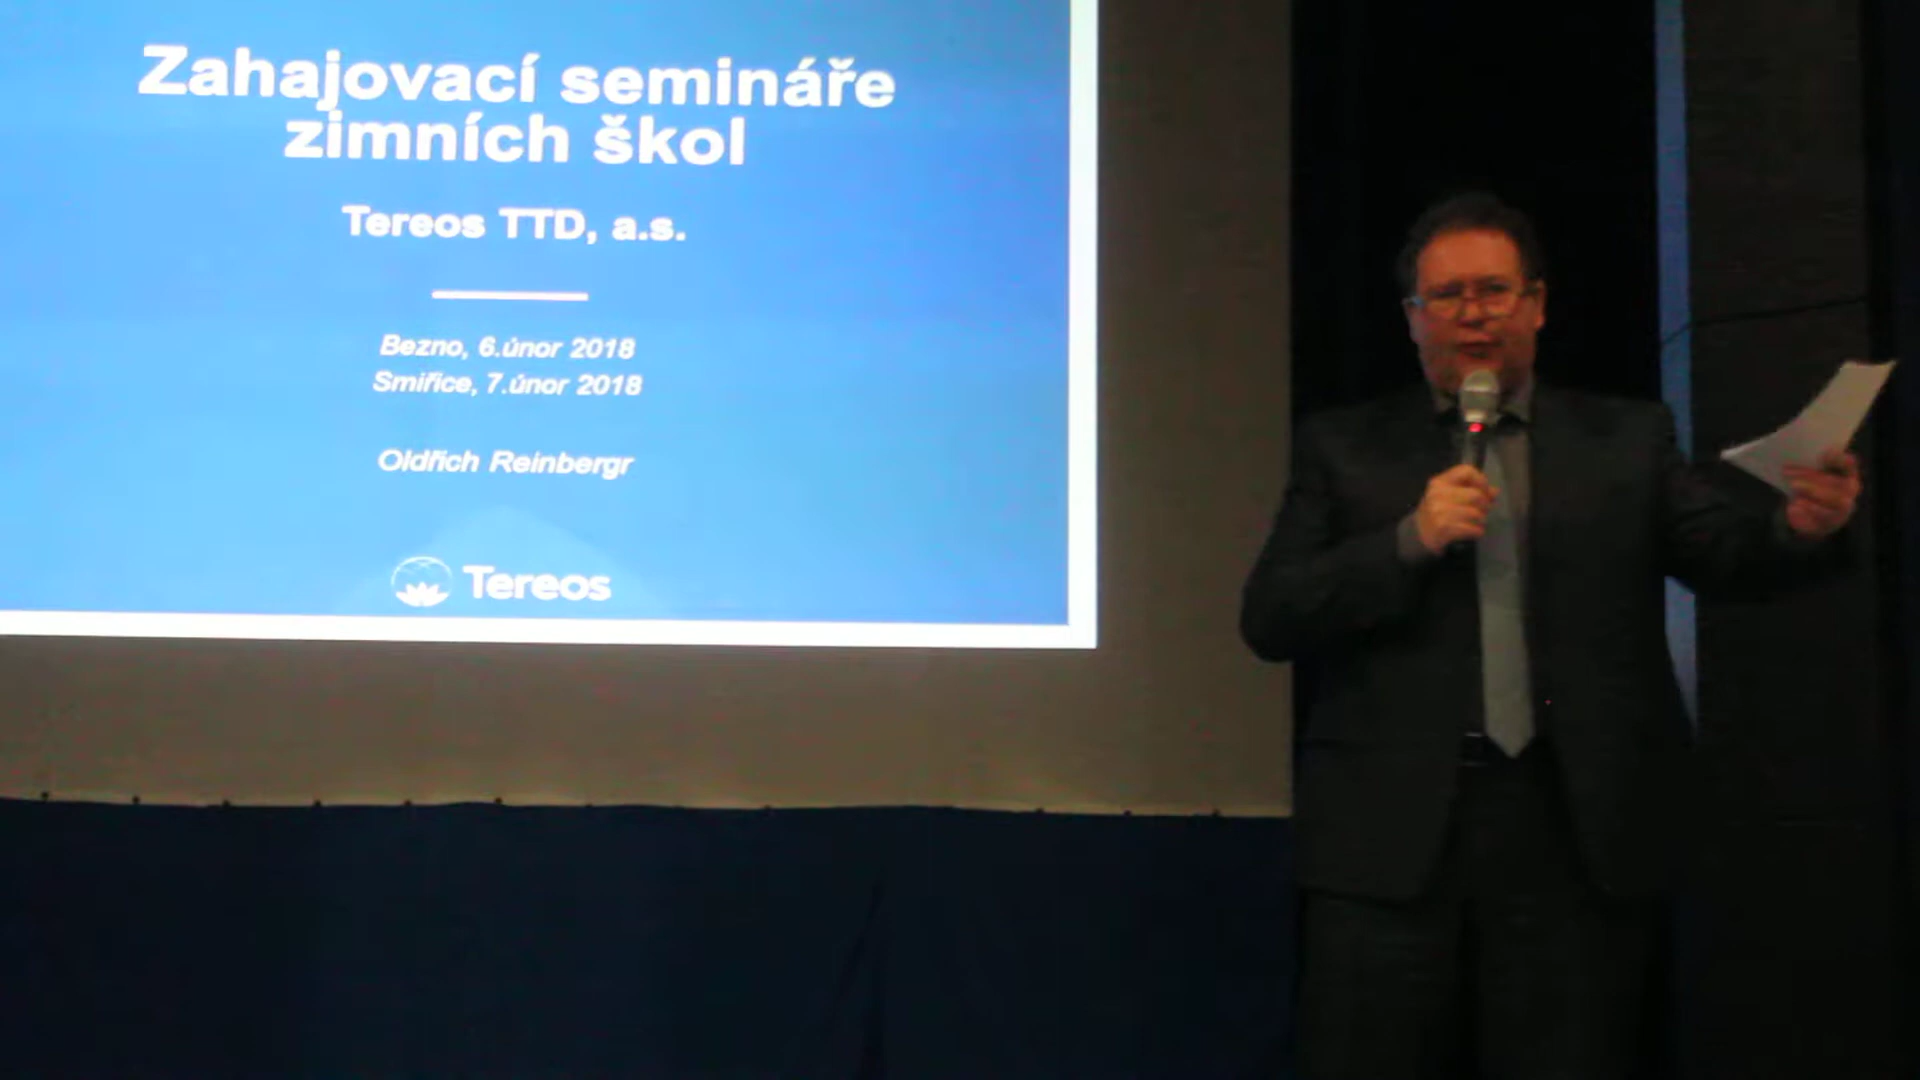 Zahajovací semináře
zimních škol
Tereos TTD, a.s.
Bezno, 6.únor 2018
Smiřice, 7.únor 2018
Oldřich Reinbergr
Tereos